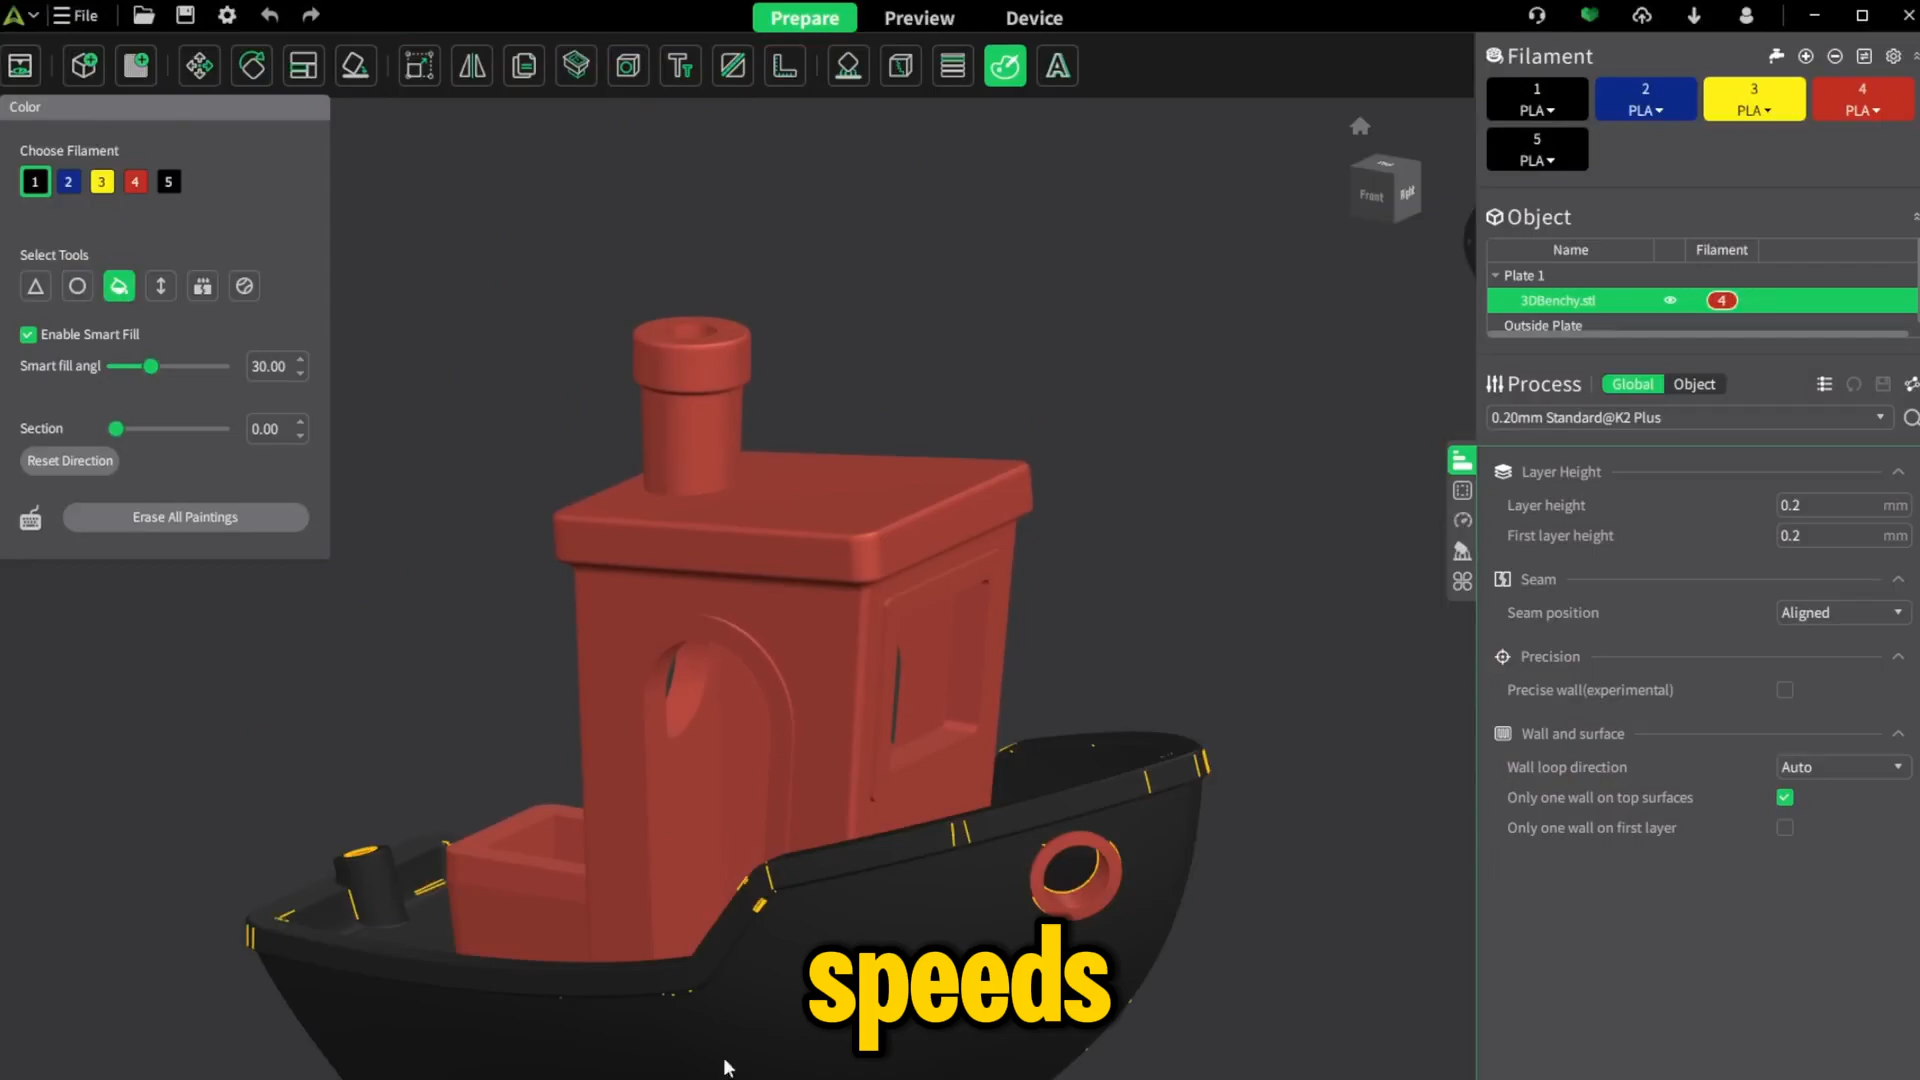 File
Prepare
Preview
Device
Color
Choose Filament
1 2 3 4 5
Select Tools
Enable Smart Fill
Smart fill angl 30.00
Section 0.00
Reset Direction
Erase All Paintings
Front
Right
speeds
Filament
1 2 3 4
PLA PLA PLA PLA
5
PLA
Object
Name Filament
Plate 1
3DBenchy.stl 4
Outside Plate
Process Global Object
0.20mm Standard@K2 Plus
Layer Height
Layer height 0.2 mm
First layer height 0.2 mm
Seam
Seam position Aligned
Precision
Precise wall(experimental)
Wall and surface
Wall loop direction Auto
Only one wall on top surfaces
Only one wall on first layer